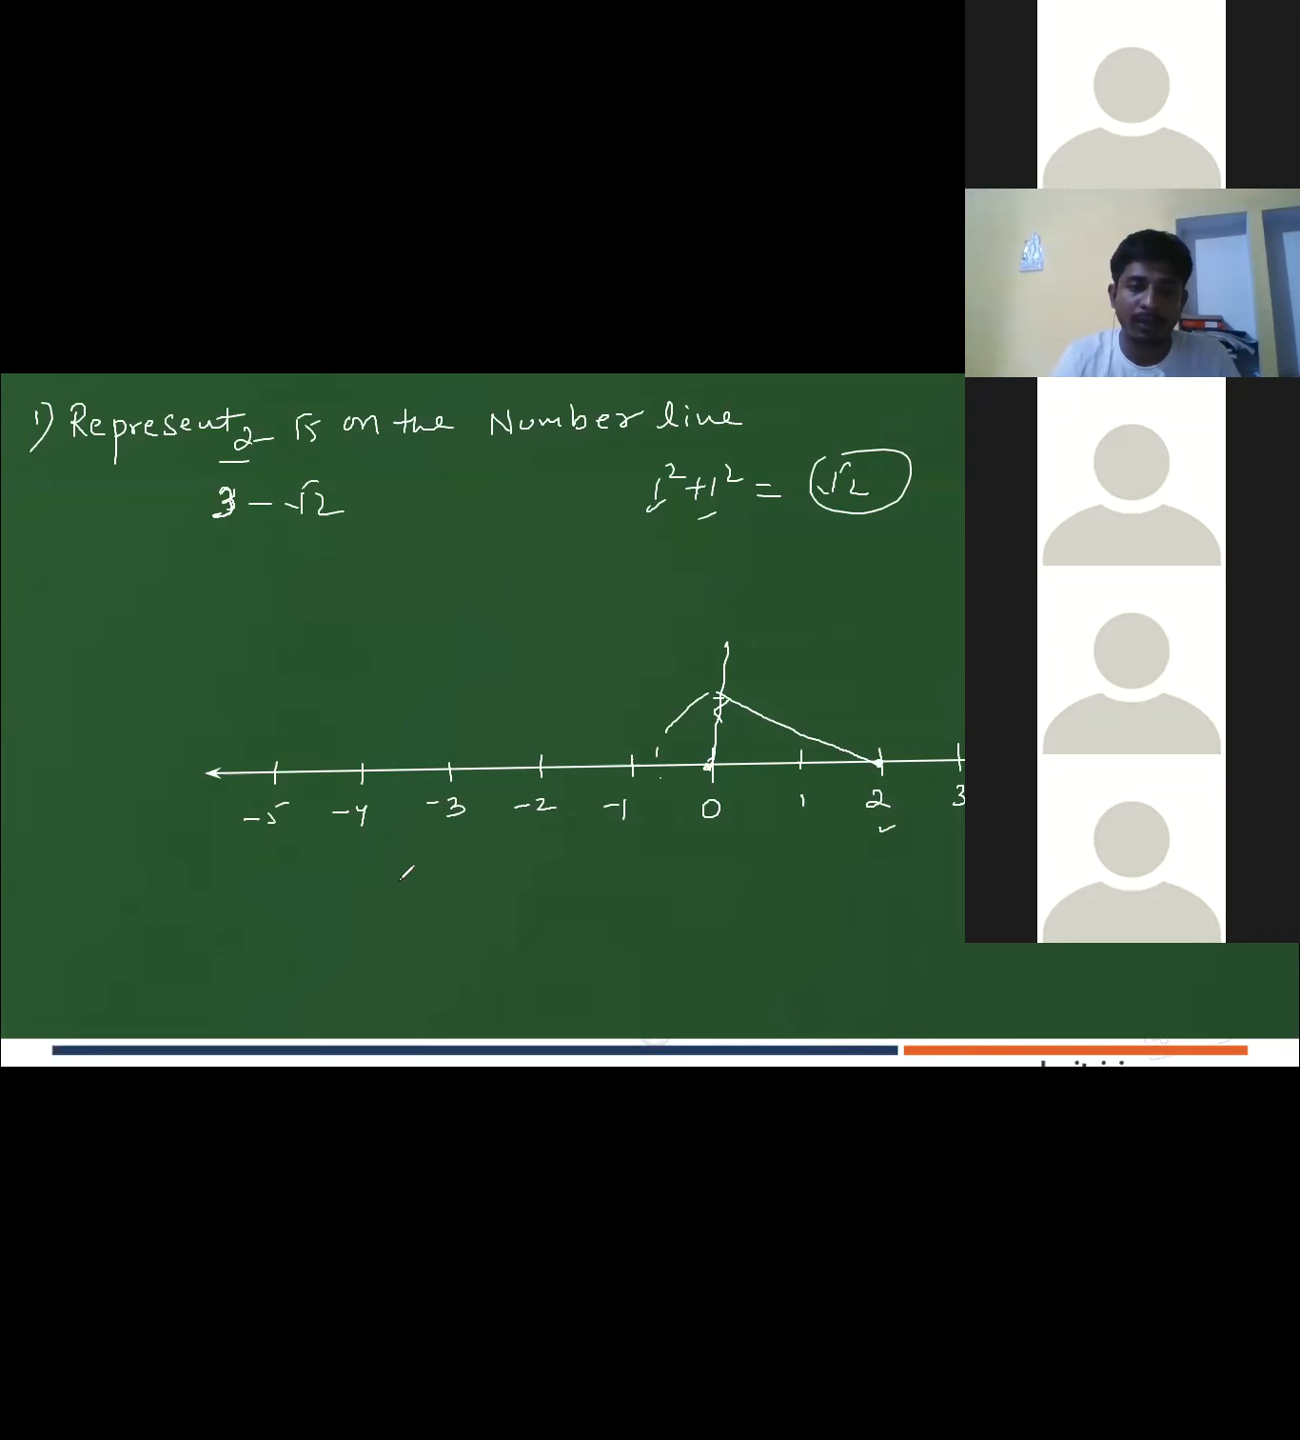 1) Represent 2 - √5 on the Number line
3 - √2
1² + 1² = √2
-5 -4 -3 -2 -1 0 1 2 3